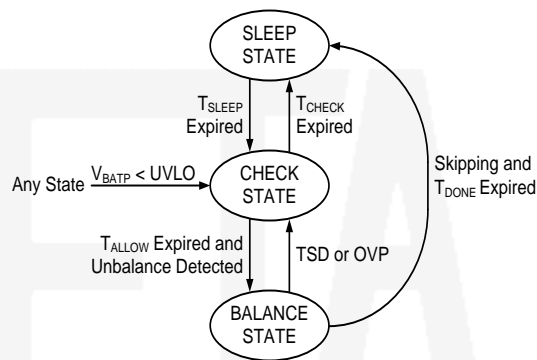 SLEEP
STATE
TSLEEP
Expired
TCHECK
Expired
Skipping and
TDONE Expired
Any State
VBATP < UVLO
CHECK
STATE
TALLOW Expired and
Unbalance Detected
TSD or OVP
BALANCE
STATE